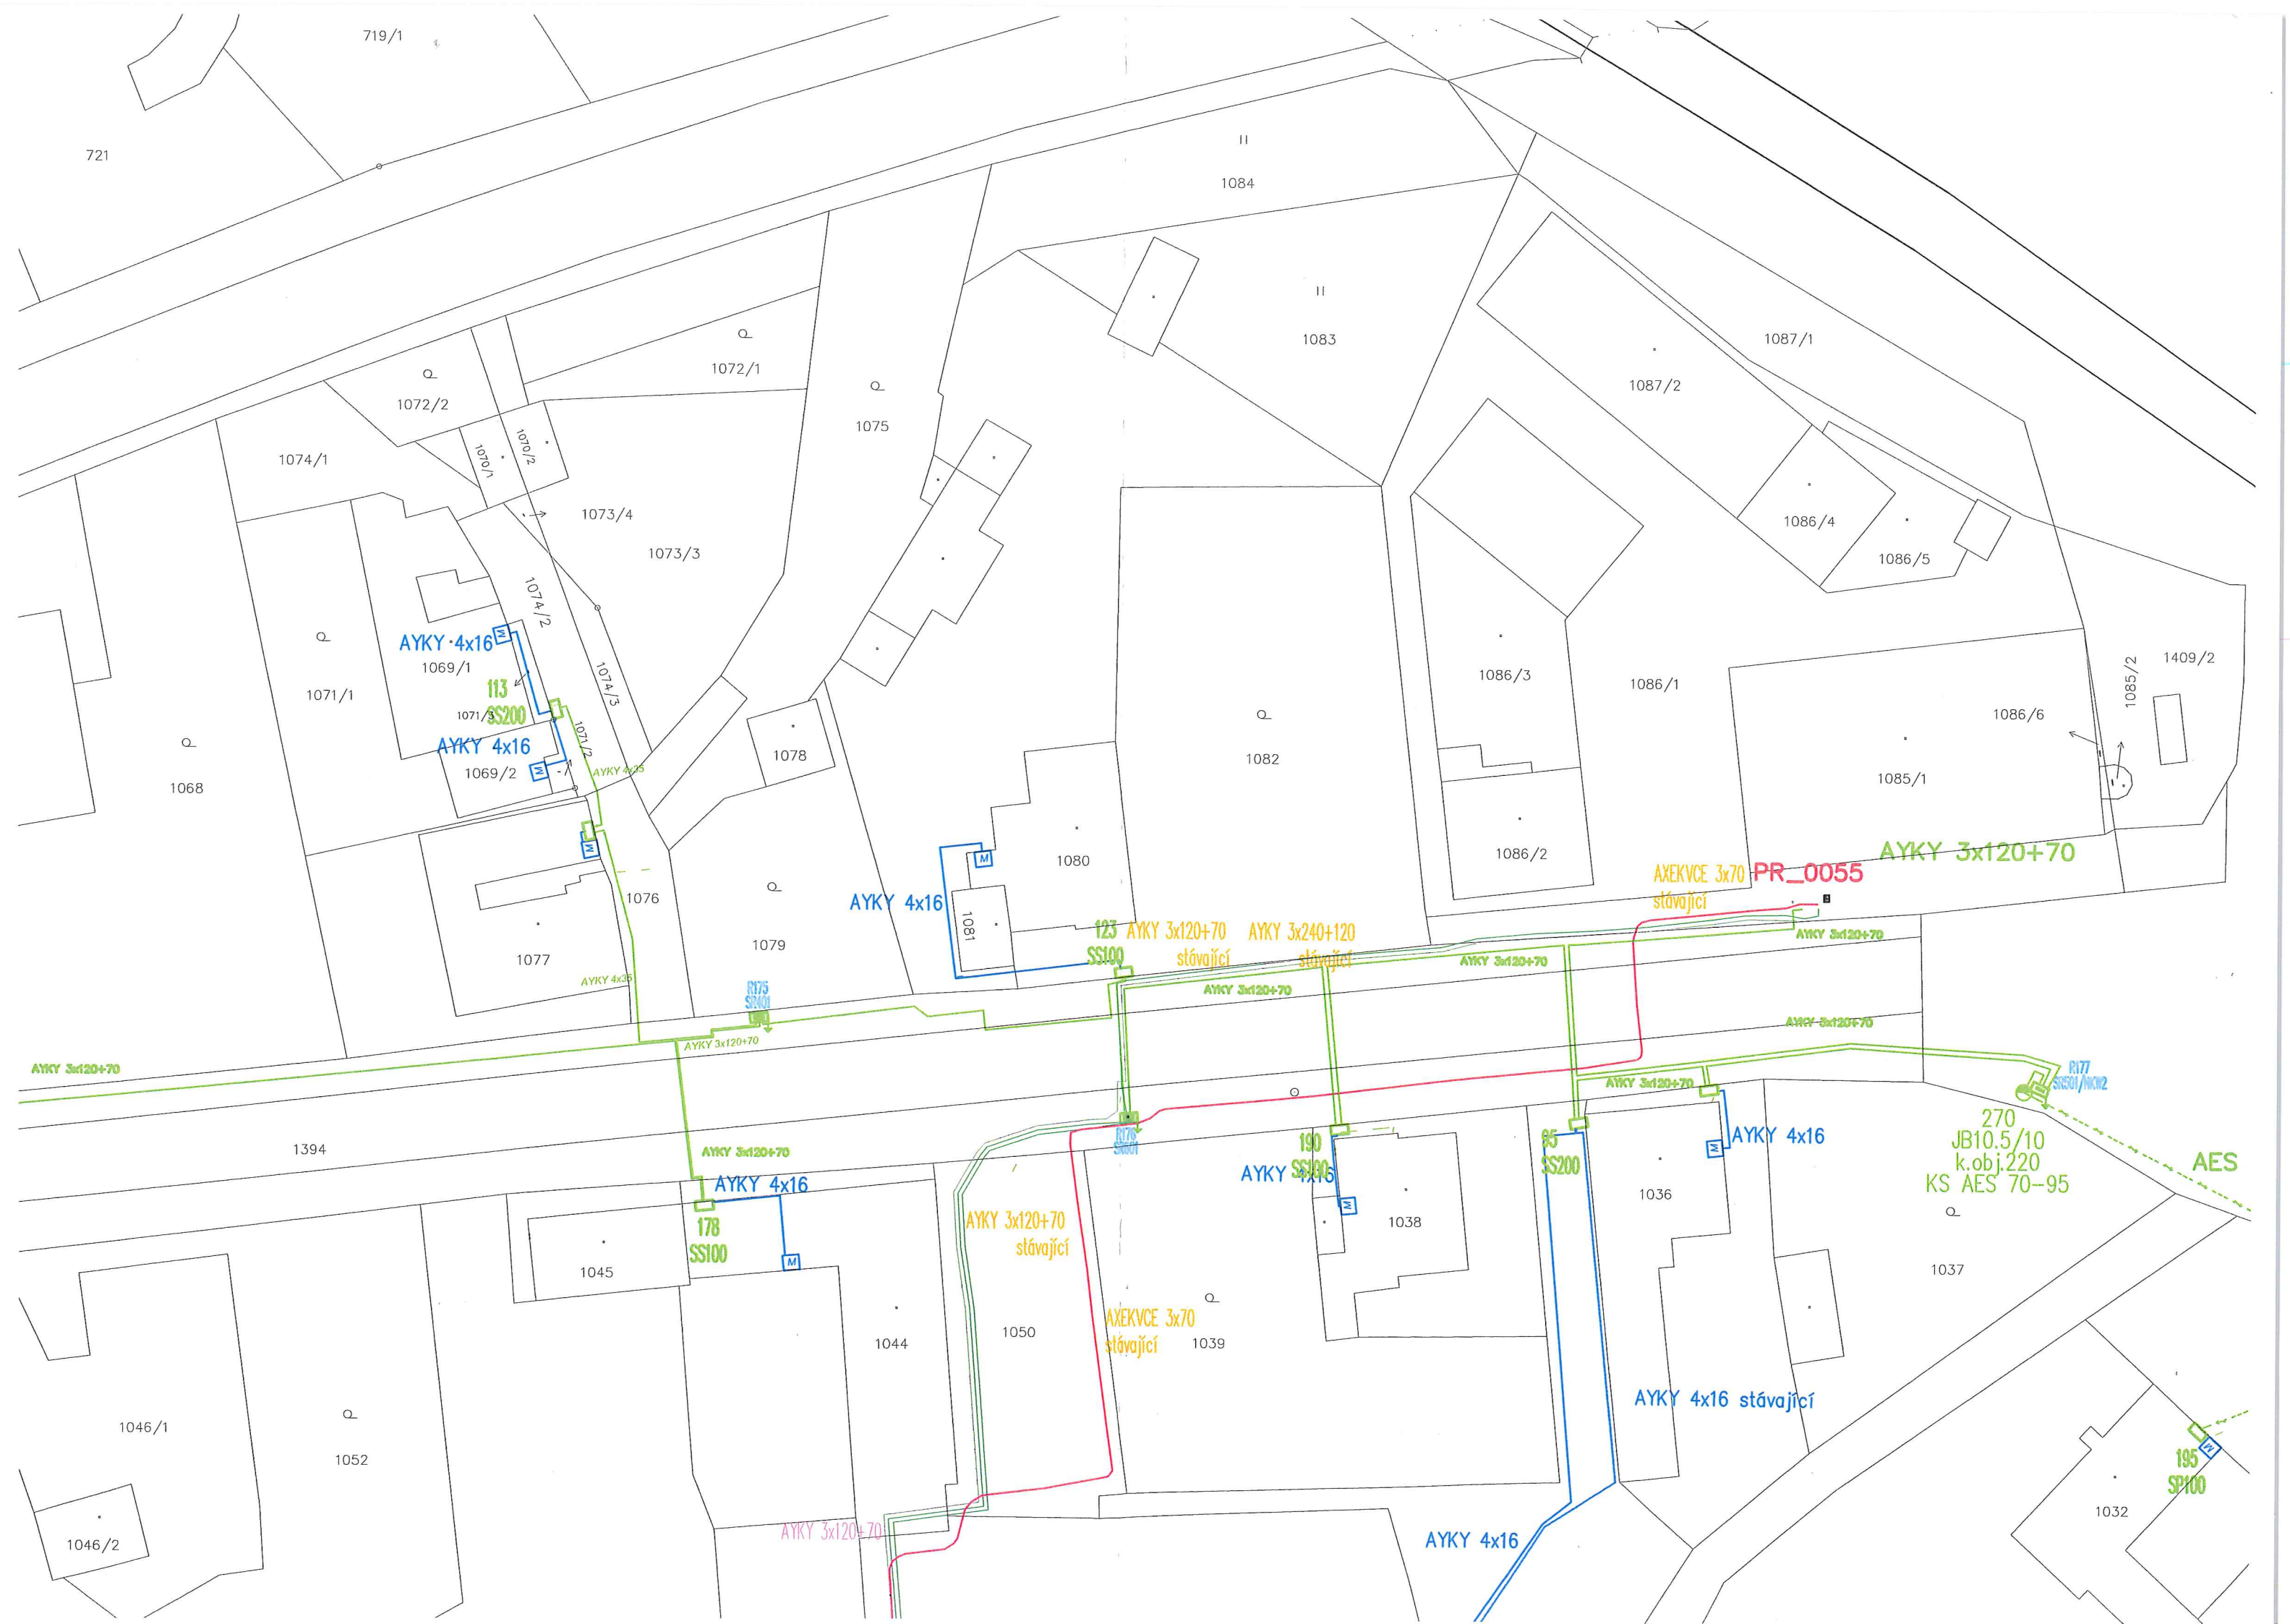 719/1
721
1084
1083
1087/1
1087/2
1072/1
1072/2
1075
1070/1
1070/2
1074/1
1073/4
1073/3
1086/4
1086/5
1074/2
AYKY 4x16
1069/1
1071/1
113
SS200
1071/3
1074/3
1071/2
AYKY 4x16
1069/2
AYKY 4x35
1068
1078
1082
1086/3
1086/1
1085/2
1409/2
1086/6
1085/1
1080
1086/2
AYKY 3x120+70
AXEKVCE 3x70
stávající
PR_0055
1076
AYKY 4x16
1081
1079
1077
123
SS100
AYKY 3x120+70
stávající
AYKY 3x240+120
stávající
AYKY 3x120+70
AYKY 3x120+70
AYKY 3x120+70
AYKY 4x35
R175
SR401
AYKY 3x120+70
AYKY 3x120+70
AYKY 3x120+70
AYKY 3x120+70
R177
SR501/NKW2
270
JB10.5/10
k.obj.220
KS AES 70-95
AES
1394
AYKY 3x120+70
R176
190
SS100
AYKY 4x16
95
SS200
AYKY 4x16
AYKY 4x16
178
SS100
1045
1036
1038
1037
AYKY 3x120+70
stávající
1050
AXEKVCE 3x70
stávající
1039
1044
AYKY 4x16 stávající
1046/1
1052
195
SP100
1032
AYKY 3x120+70
AYKY 4x16
1046/2
M
M
M
M
M
M
M
M